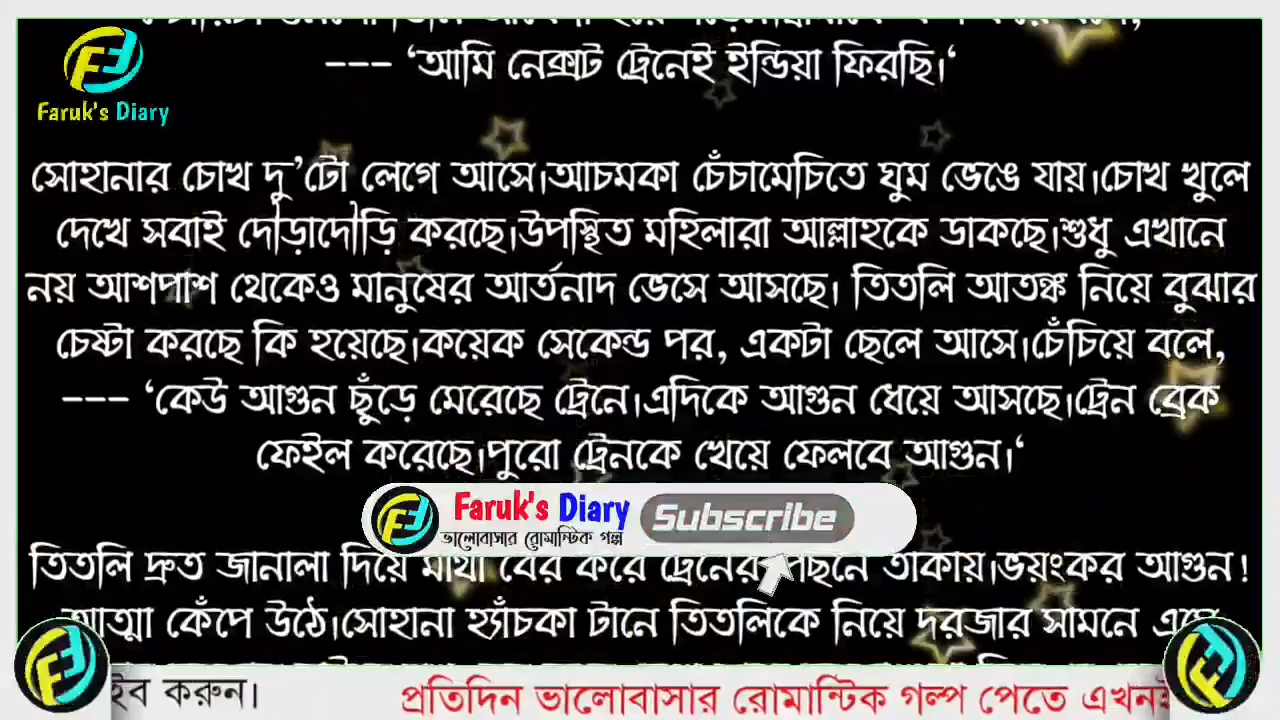 --- ‘আমি নেক্সট ট্রেনেই ইন্ডিয়া ফিরছি।‘
Faruk's Diary
সোহানার চোখ দু’টো লেগে আসে।আচমকা চেঁচামেচিতে ঘুম ভেঙে যায়।চোখ খুলে
দেখে সবাই দৌড়াদৌড়ি করছে।উপস্থিত মহিলারা আল্লাহকে ডাকছে।শুধু এখানে
নয় আশপাশ থেকেও মানুষের আর্তনাদ ভেসে আসছে। তিতলি আতঙ্ক নিয়ে বুঝার
চেষ্টা করছে কি হয়েছে।কয়েক সেকেন্ড পর, একটা ছেলে আসে।চেঁচিয়ে বলে,
--- ‘কেউ আগুন ছুঁড়ে মেরেছে ট্রেনে।এদিকে আগুন ধেয়ে আসছে।ট্রেন ব্রেক
ফেইল করেছে।পুরো ট্রেনকে খেয়ে ফেলবে আগুন।‘
Faruk's Diary Subscribe
ভালোবাসার রোমান্টিক গল্প
তিতলি দ্রুত জানালা দিয়ে মাথা বের করে ট্রেনের পিছনে তাকায়।ভয়ংকর আগুন!
আত্মা কেঁপে উঠে।সোহানা হ্যাঁচকা টানে তিতলিকে নিয়ে দরজার সামনে
করুন। প্রতিদিন ভালোবাসার রোমান্টিক গল্প পেতে